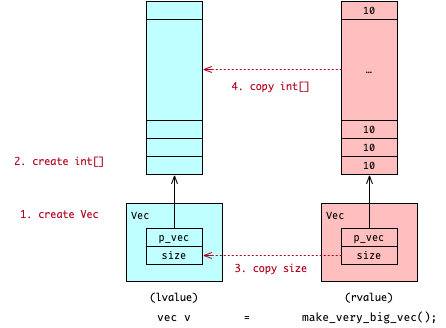 10
…
4. copy int[]
10
10
10
2. create int[]
1. create Vec
Vec
p_vec
size
3. copy size
Vec
p_vec
size
(lvalue)
(rvalue)
vec v = make_very_big_vec();